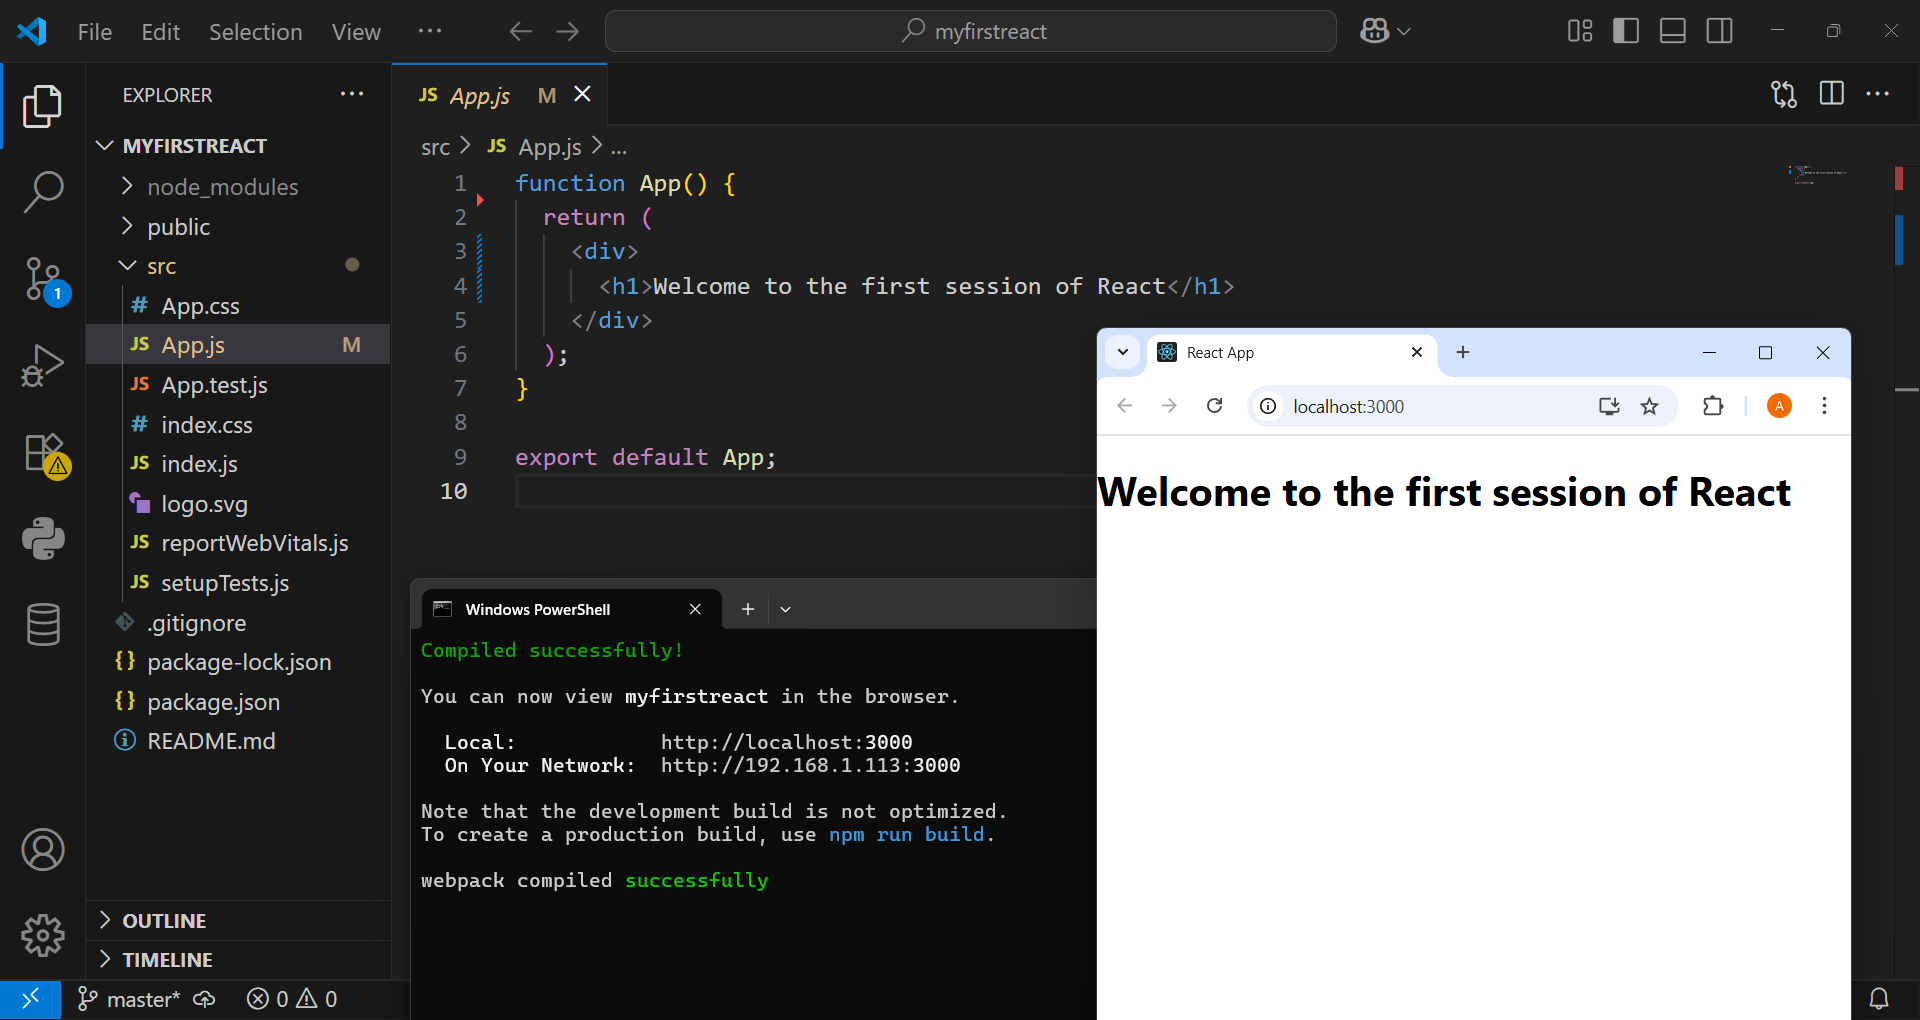 File Edit Selection View ···
myfirstreact
EXPLORER ···
MYFIRSTREACT
node_modules
public
src
# App.css
JS App.js M
JS App.test.js
# index.css
JS index.js
logo.svg
JS reportWebVitals.js
JS setupTests.js
.gitignore
{} package-lock.json
{} package.json
README.md
OUTLINE
TIMELINE
1
master* 0 0
JS App.js M
src > JS App.js > ...
1 function App() {
2 return (
3 <div>
4 <h1>Welcome to the first session of React</h1>
5 </div>
6 );
7 }
8
9 export default App;
10
Windows PowerShell
Compiled successfully!
You can now view myfirstreact in the browser.
Local: http://localhost:3000
On Your Network: http://192.168.1.113:3000
Note that the development build is not optimized.
To create a production build, use npm run build.
webpack compiled successfully
React App
localhost:3000
A
Welcome to the first session of React